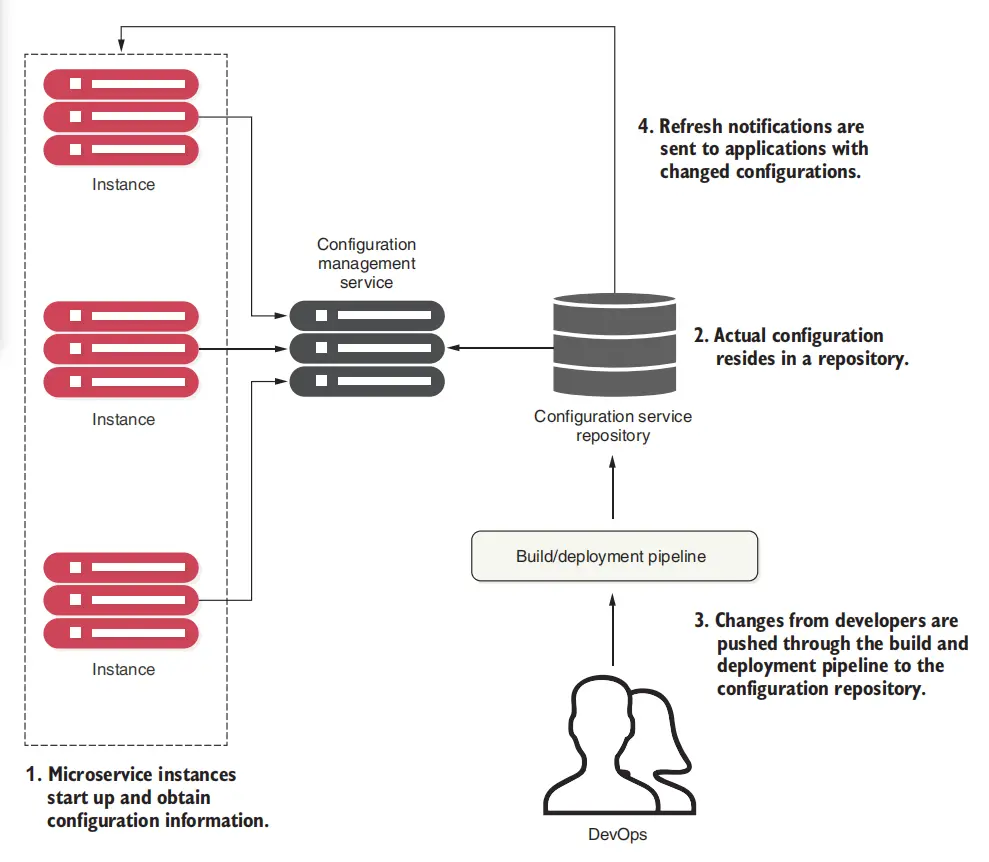 Instance
4. Refresh notifications are
sent to applications with
changed configurations.
Configuration
management
service
Instance
2. Actual configuration
resides in a repository.
Configuration service
repository
Build/deployment pipeline
Instance
3. Changes from developers are
pushed through the build and
deployment pipeline to the
configuration repository.
1. Microservice instances
start up and obtain
configuration information.
DevOps